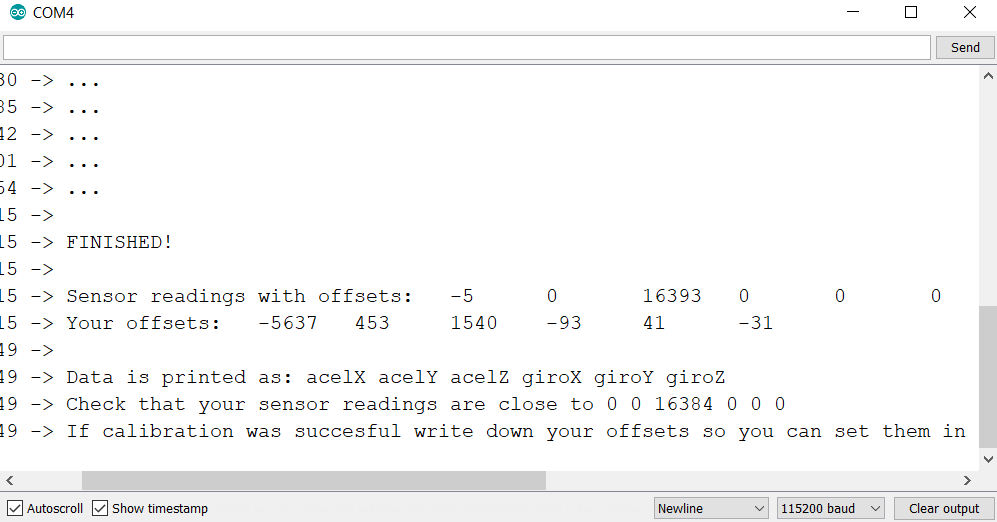 COM4
Send
30 -> ...
35 -> ...
42 -> ...
01 -> ...
54 -> ...
15 ->
15 -> FINISHED!
15 ->
15 -> Sensor readings with offsets: -5 0 16393 0 0 0
15 -> Your offsets: -5637 453 1540 -93 41 -31
49 ->
49 -> Data is printed as: acelX acelY acelZ giroX giroY giroZ
49 -> Check that your sensor readings are close to 0 0 16384 0 0 0
49 -> If calibration was succesful write down your offsets so you can set them in
Autoscroll Show timestamp Newline 115200 baud Clear output